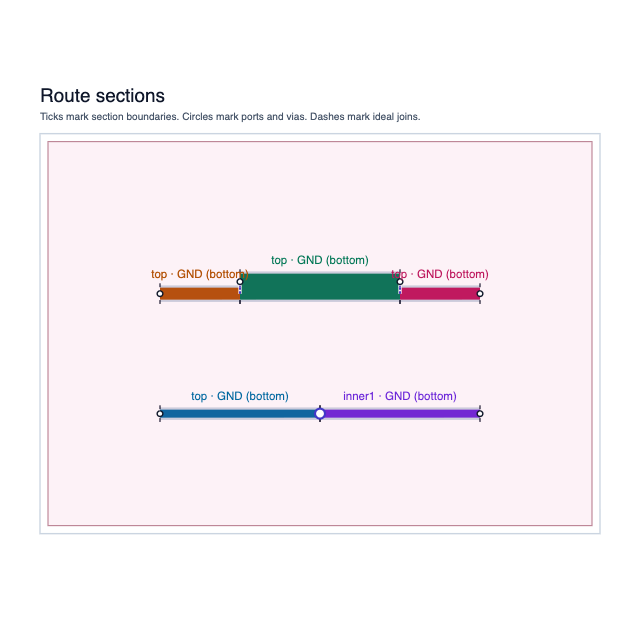 Route sections
Ticks mark section boundaries. Circles mark ports and vias. Dashes mark ideal joins.
top · GND (bottom)
top · GND (bottom)
top · GND (bottom)
top · GND (bottom)
inner1 · GND (bottom)